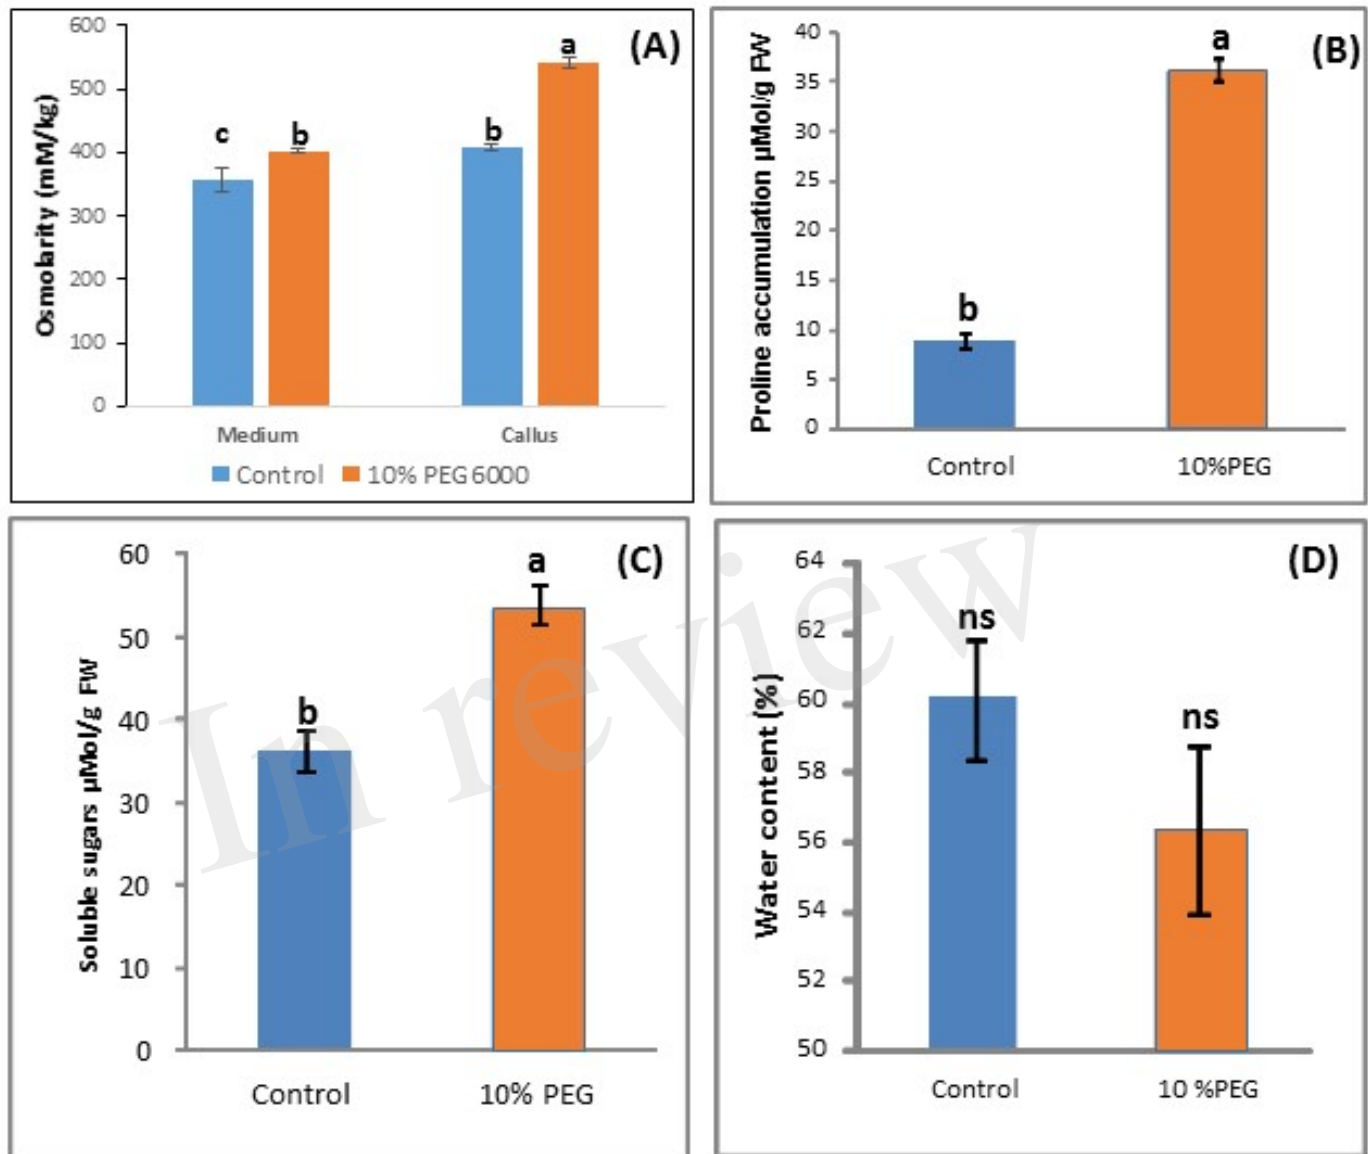 (A)
Osmolarity (mM/kg)
600
500
400
300
200
100
0
c
b
b
a
Medium
Callus
Control
10% PEG6000
(B)
Proline accumulation µMol/g FW
40
35
30
25
20
15
10
5
0
b
a
Control
10%PEG
(C)
Soluble sugars µMol/g FW
60
50
40
30
20
10
0
b
a
Control
10% PEG
(D)
Water content (%)
64
62
60
58
56
54
52
50
ns
ns
Control
10 %PEG
In review